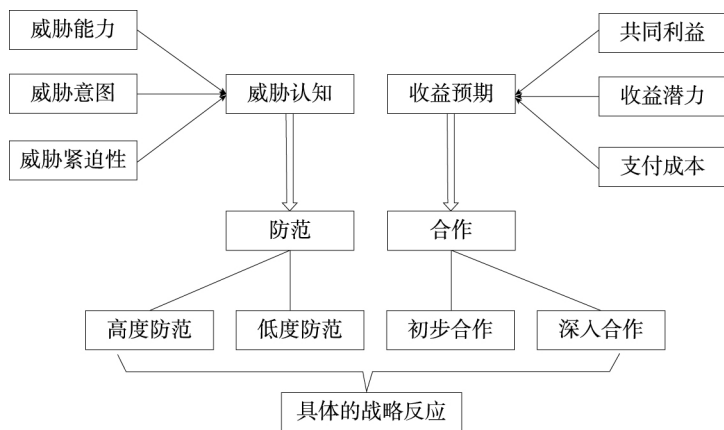 威胁能力
共同利益
威胁意图
威胁认知
收益预期
收益潜力
威胁紧迫性
支付成本
防范
合作
高度防范
低度防范
初步合作
深入合作
具体的战略反应